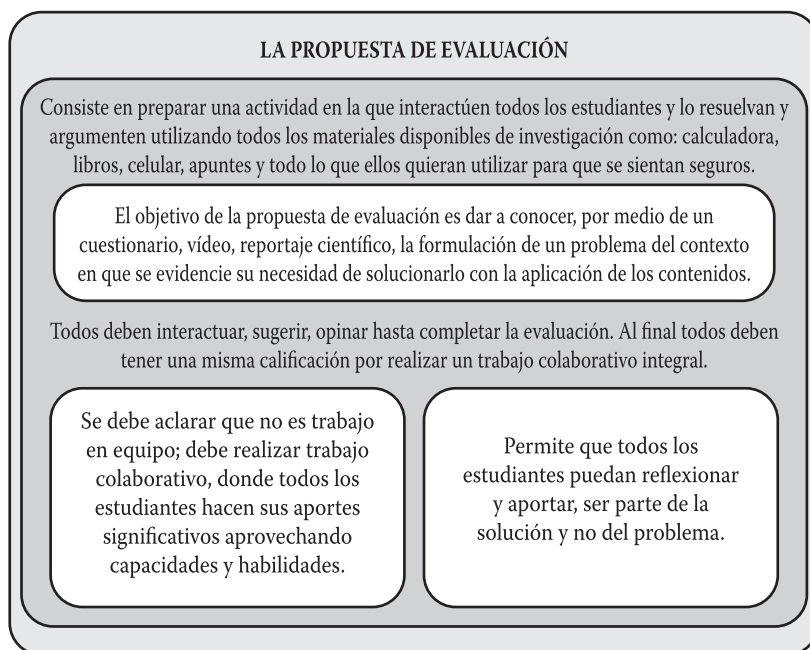 LA PROPUESTA DE EVALUACIÓN
Consiste en preparar una actividad en la que interactúen todos los estudiantes y lo resuelvan y
argumenten utilizando todos los materiales disponibles de investigación como: calculadora,
libros, celular, apuntes y todo lo que ellos quieran utilizar para que se sientan seguros.
El objetivo de la propuesta de evaluación es dar a conocer, por medio de un
cuestionario, vídeo, reportaje científico, la formulación de un problema del contexto
en que se evidencie su necesidad de solucionarlo con la aplicación de los contenidos.
Todos deben interactuar, sugerir, opinar hasta completar la evaluación. Al final todos deben
tener una misma calificación por realizar un trabajo colaborativo integral.
Se debe aclarar que no es trabajo
en equipo; debe realizar trabajo
colaborativo, donde todos los
estudiantes hacen sus aportes
significativos aprovechando
capacidades y habilidades.
Permite que todos los
estudiantes puedan reflexionar
y aportar, ser parte de la
solución y no del problema.